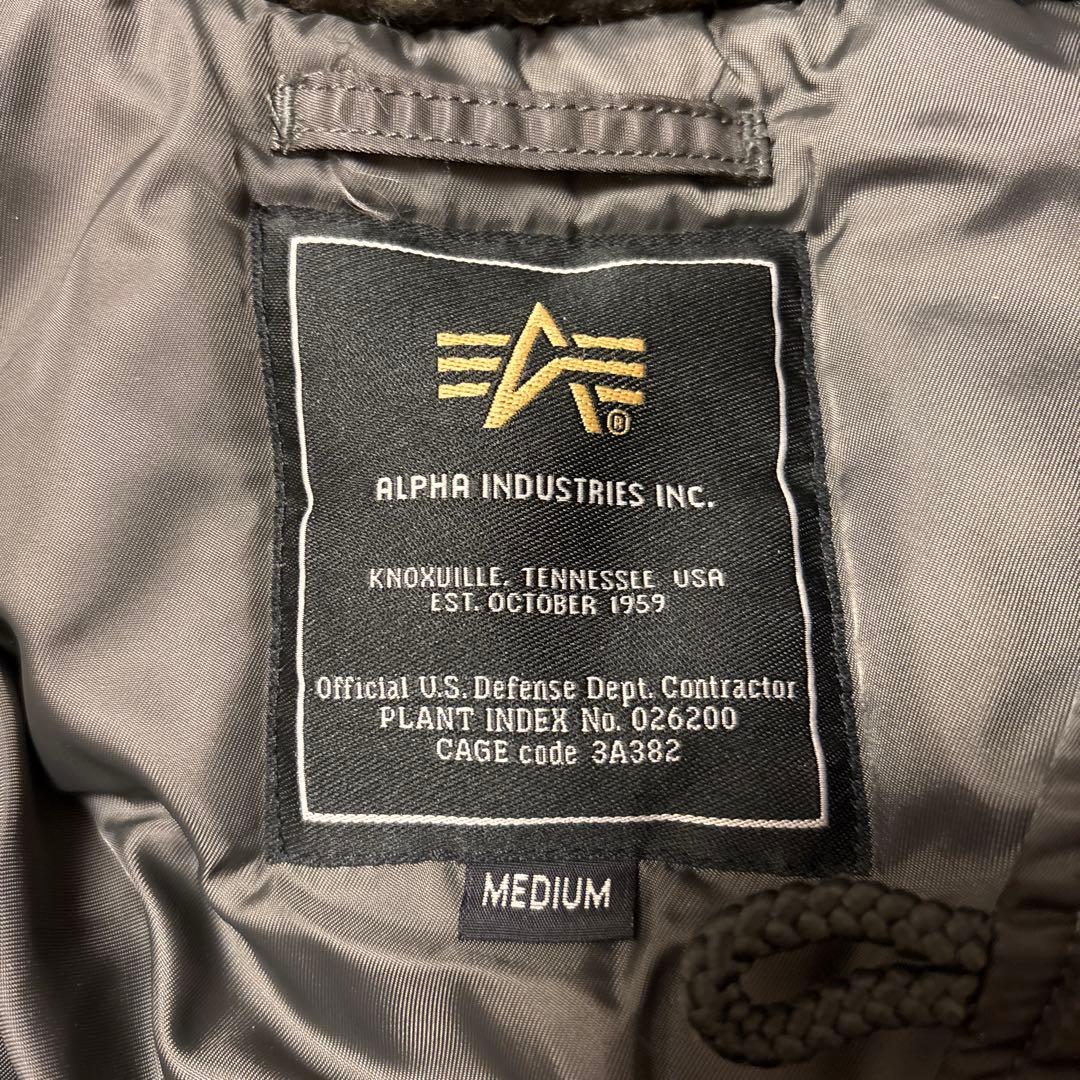 ®
ALPHA INDUSTRIES INC.
KNOXVILLE, TENNESSEE USA
EST. OCTOBER 1959
Official U.S. Defense Dept. Contractor
PLANT INDEX No. 026200
CAGE code 3A382
MEDIUM